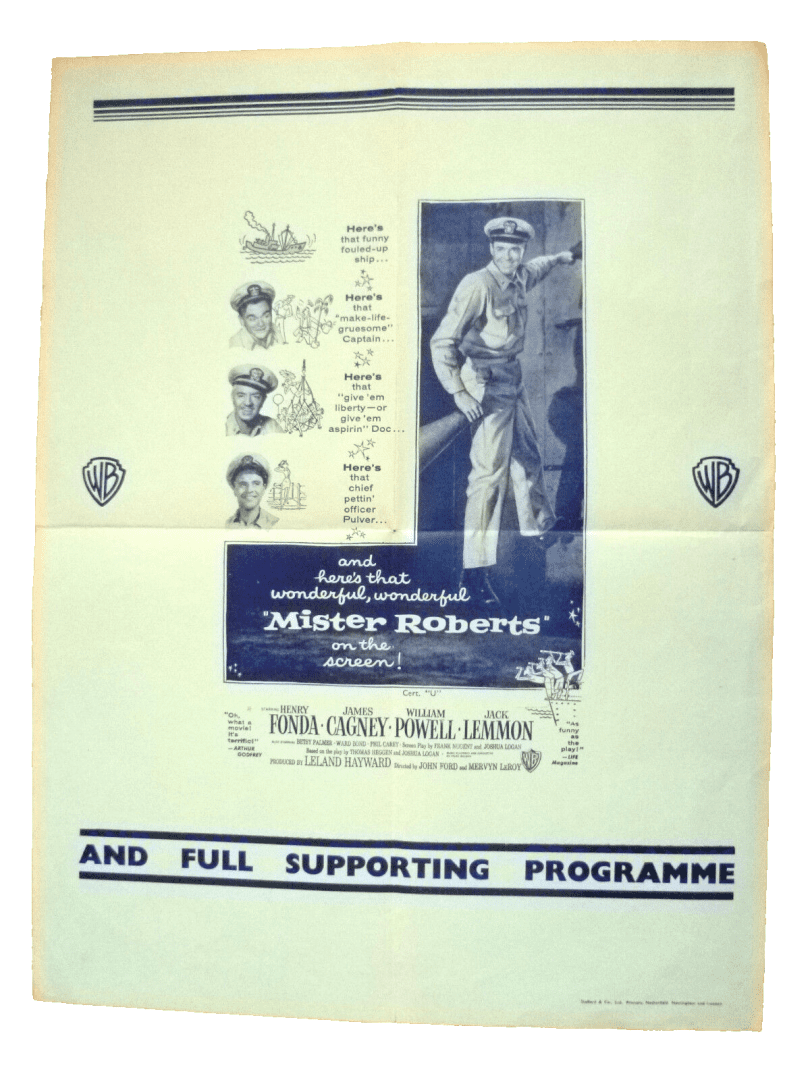 Here's
that funny
fouled-up
ship...
Here's
that
"make-life-
gruesome"
Captain...
Here's
that
"give 'em
liberty—or
give 'em
aspirin" Doc...
Here's
that
chief
pettin'
officer
Pulver...
and
here's that
wonderful, wonderful
"Mister Roberts"
on the
screen!
WB
WB
Cert. "U"
"Oh,
what a
movie!
It's
terrific!"
—ARTHUR
GODFREY
STARRING HENRY FONDA · JAMES CAGNEY · WILLIAM POWELL · JACK LEMMON
ALSO STARRING BETSY PALMER · WARD BOND · PHIL CAREY · Screen Play by FRANK NUGENT and JOSHUA LOGAN
Based on the play by THOMAS HEGGEN and JOSHUA LOGAN
PRODUCED BY LELAND HAYWARD Directed by JOHN FORD and MERVYN LeROY
WB
"As
funny
as
the
play!"
—LIFE
Magazine
AND FULL SUPPORTING PROGRAMME